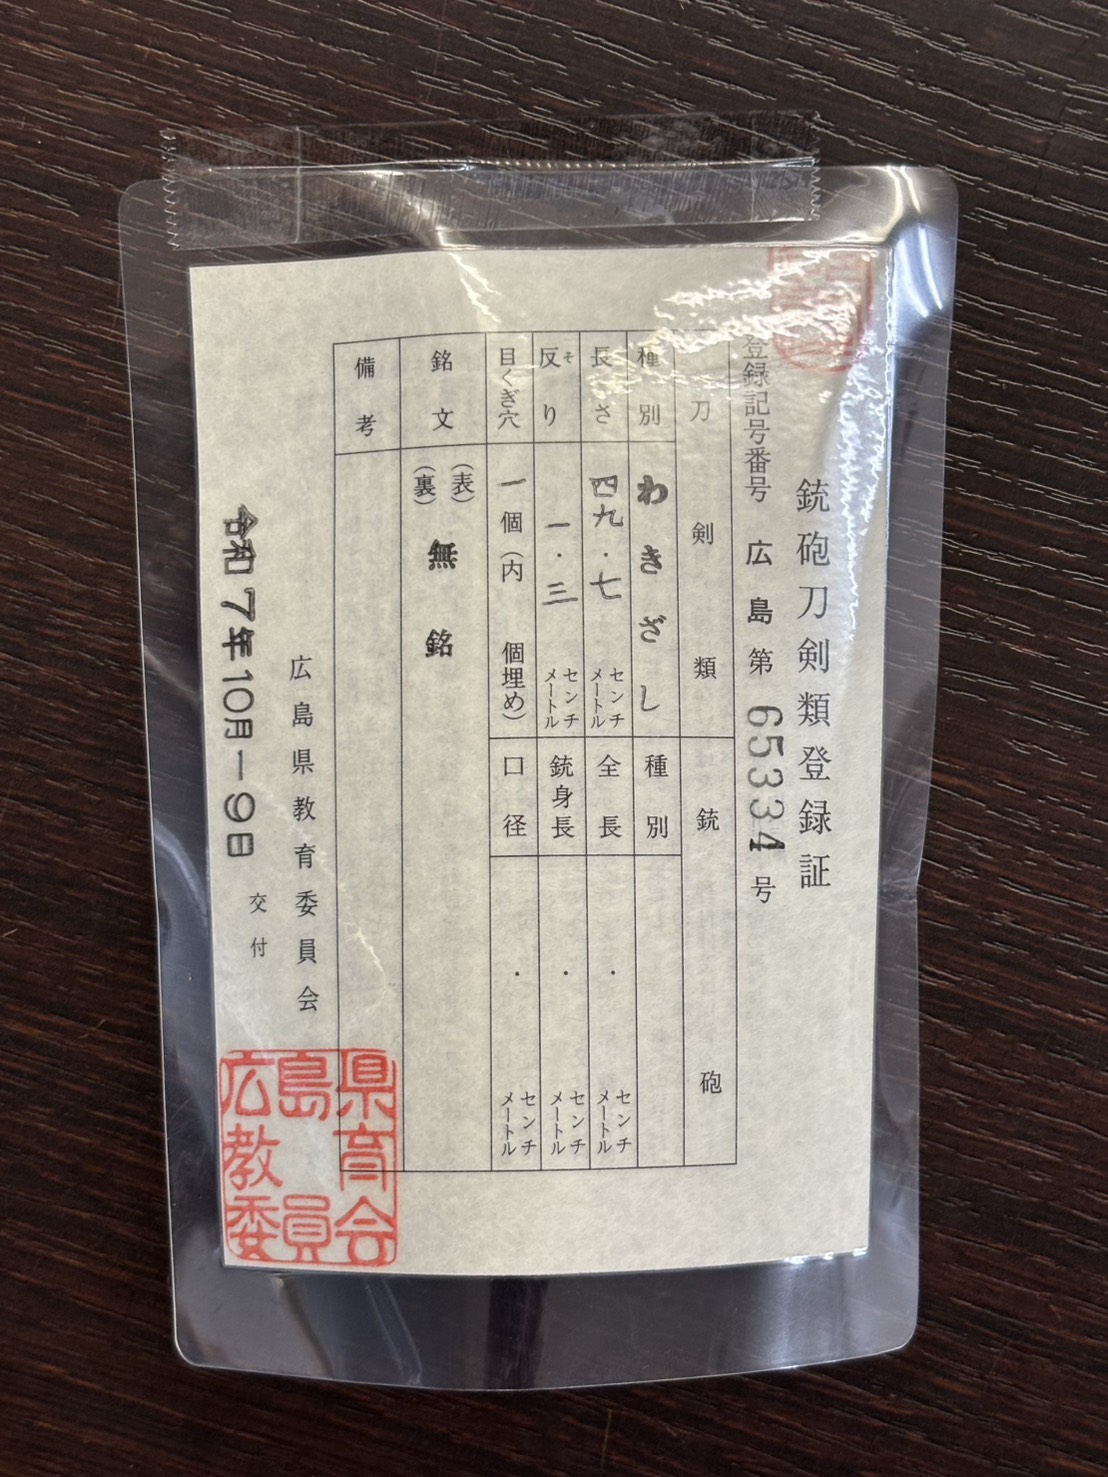 銃砲刀剣類登録証
登録記号番号 広島第 65334 号
刀剣類
種別 わきざし
長さ 四九・七 センチメートル
反り そ 一・三 センチメートル
目くぎ穴 一個(内 個埋め)
銘文 (表) (裏) 無銘
備考
銃砲
種別
全長 ・ センチメートル
銃身長 ・ センチメートル
口径 ・ センチメートル
広島県教育委員会
令和7年10月-9日 交付
広島県教育委員会